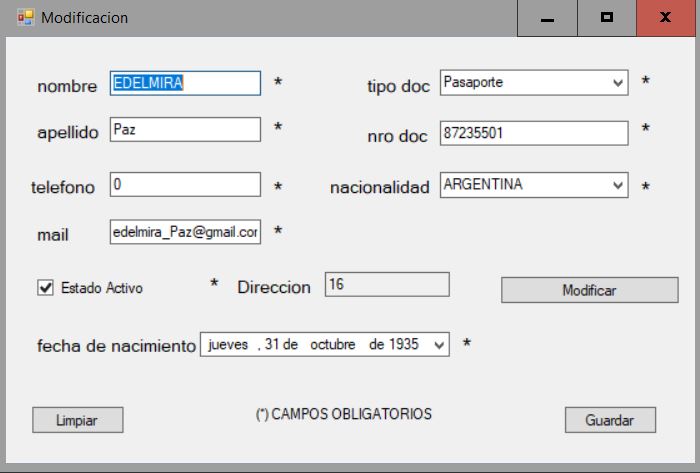 Modificacion
nombre EDELMIRA * tipo doc Pasaporte *
apellido Paz * nro doc 87235501 *
telefono 0 * nacionalidad ARGENTINA *
mail edelmira_Paz@gmail.cor *
Estado Activo * Direccion 16 Modificar
fecha de nacimiento jueves , 31 de octubre de 1935 *
Limpiar (*) CAMPOS OBLIGATORIOS Guardar